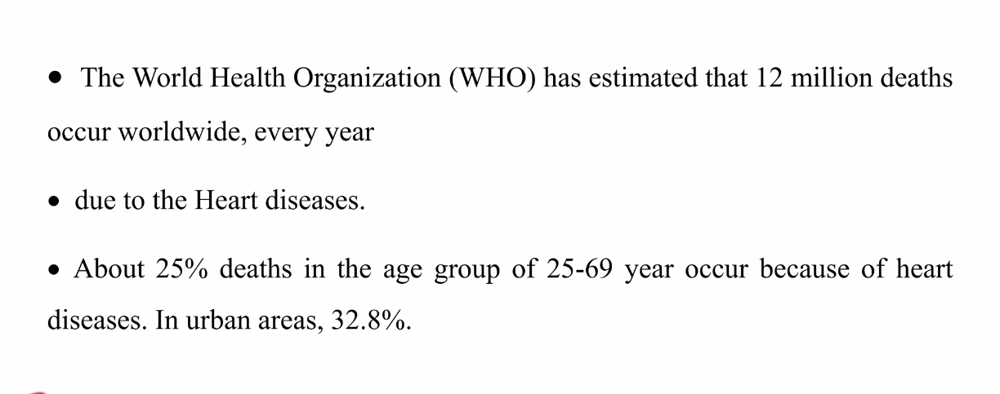 • The World Health Organization (WHO) has estimated that 12 million deaths
occur worldwide, every year
• due to the Heart diseases.
• About 25% deaths in the age group of 25-69 year occur because of heart
diseases. In urban areas, 32.8%.